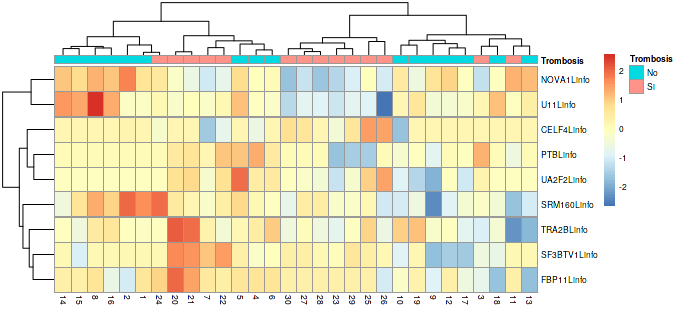 Trombosis
NOVA1Linfo
U11Linfo
CELF4Linfo
PTBLinfo
UA2F2Linfo
SRM160Linfo
TRA2BLinfo
SF3BTV1Linfo
FBP11Linfo
14 15 8 16 2 1 24 20 21 7 22 5 4 6 30 27 28 23 29 25 26 10 19 9 12 17 3 18 11 13
2
1
0
-1
-2
Trombosis
No
Si